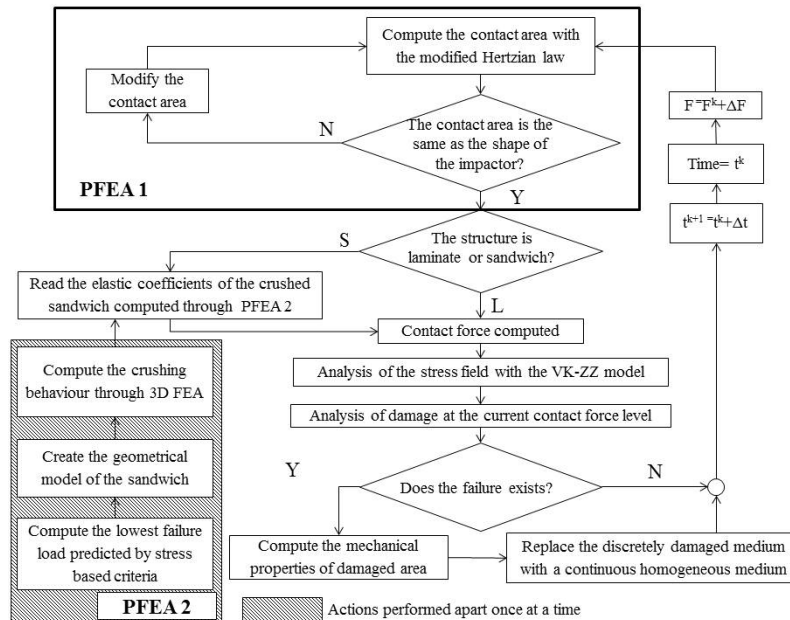 Compute the contact area with
the modified Hertzian law
Modify the
contact area
N
The contact area is the
same as the shape of
the impactor?
PFEA 1
Y
F=F^k+ΔF
Time= t^k
t^k+1 =t^k+Δt
S
The structure is
laminate or sandwich?
L
Read the elastic coefficients of the crushed
sandwich computed through PFEA 2
Contact force computed
Analysis of the stress field with the VK-ZZ model
Analysis of damage at the current contact force level
Compute the crushing
behaviour through 3D FEA
Create the geometrical
model of the sandwich
Compute the lowest failure
load predicted by stress
based criteria
PFEA 2
Y
Does the failure exists?
N
Compute the mechanical
properties of damaged area
Replace the discretely damaged medium
with a continuous homogeneous medium
Actions performed apart once at a time